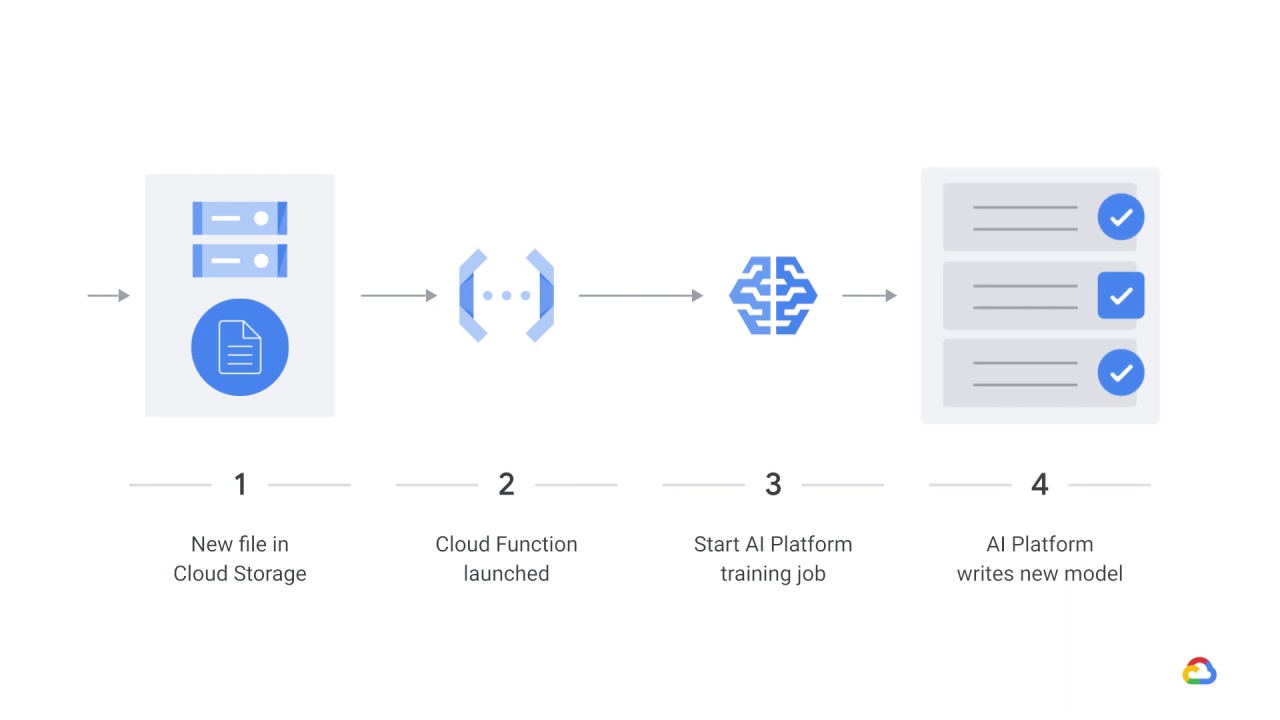 1
New file in
Cloud Storage
2
Cloud Function
launched
3
Start AI Platform
training job
4
AI Platform
writes new model